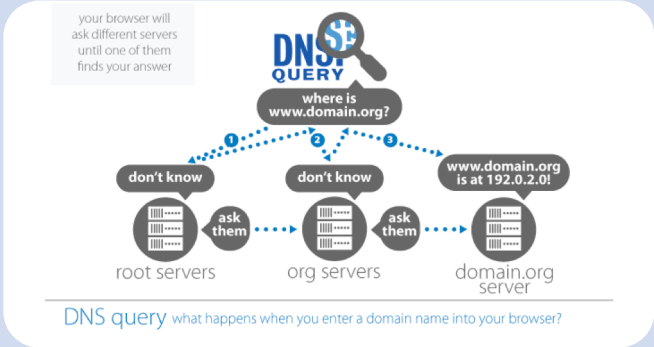 your browser will
ask different servers
until one of them
finds your answer
QUERY
where is
www.domain.org?
1
2
3
don't know
don't know
www.domain.org
is at 192.0.2.0!
ask
them
ask
them
root servers
org servers
domain.org
server
DNS query what happens when you enter a domain name into your browser?